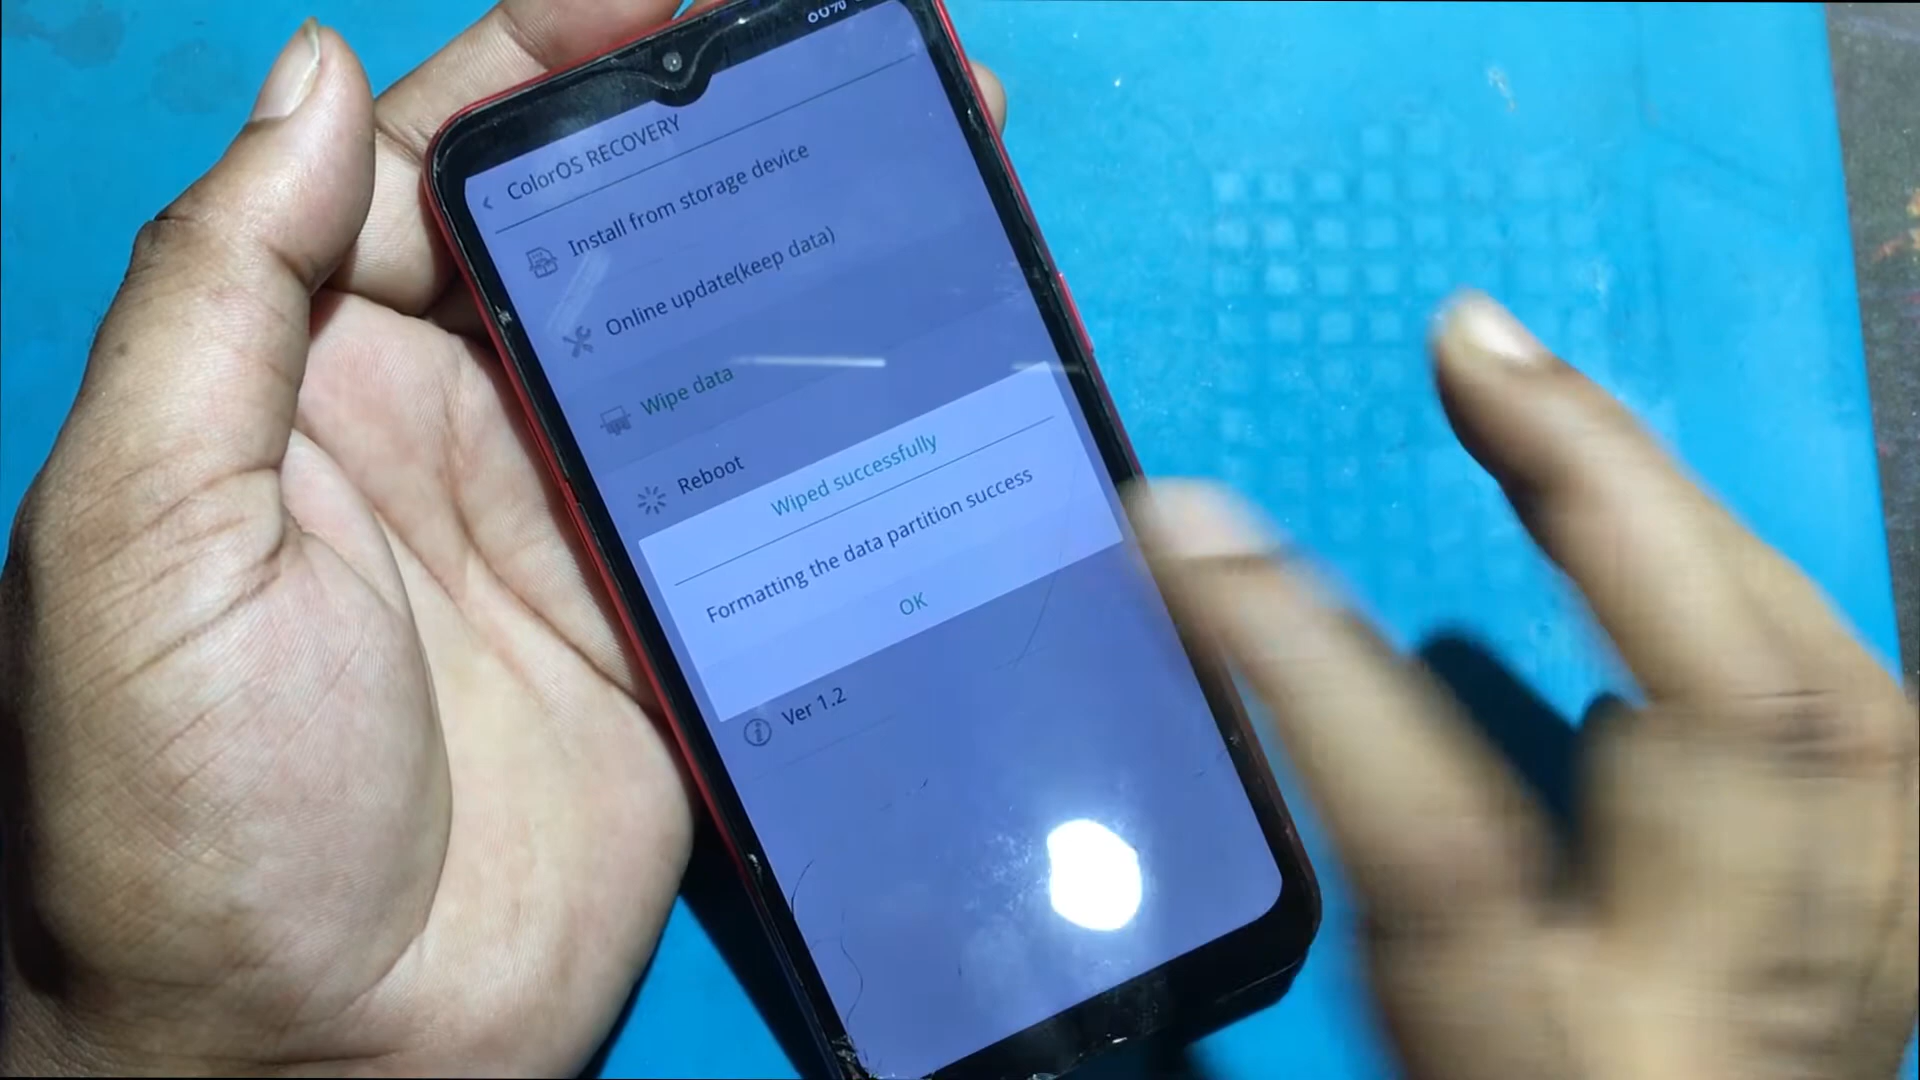 ColorOS RECOVERY
Install from storage device
Online update(keep data)
Wipe data
Reboot
Wiped successfully
Formatting the data partition success
OK
Ver 1.2